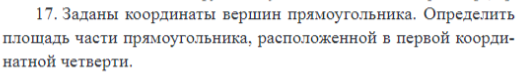 17. Заданы координаты вершин прямоугольника. Определить
площадь части прямоугольника, расположенной в первой коорди-
натной четверти.